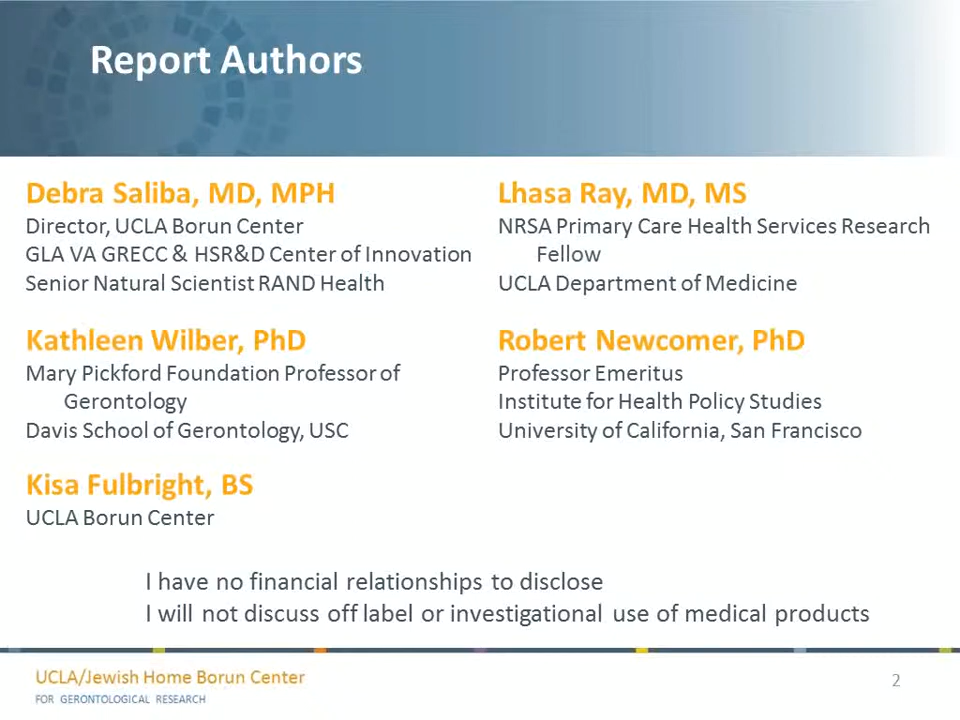 Report Authors
Debra Saliba, MD, MPH
Director, UCLA Borun Center
GLA VA GRECC & HSR&D Center of Innovation
Senior Natural Scientist RAND Health
Lhasa Ray, MD, MS
NRSA Primary Care Health Services Research
Fellow
UCLA Department of Medicine
Kathleen Wilber, PhD
Mary Pickford Foundation Professor of
Gerontology
Davis School of Gerontology, USC
Robert Newcomer, PhD
Professor Emeritus
Institute for Health Policy Studies
University of California, San Francisco
Kisa Fulbright, BS
UCLA Borun Center
I have no financial relationships to disclose
I will not discuss off label or investigational use of medical products
UCLA/Jewish Home Borun Center
FOR GERONTOLOGICAL RESEARCH
2